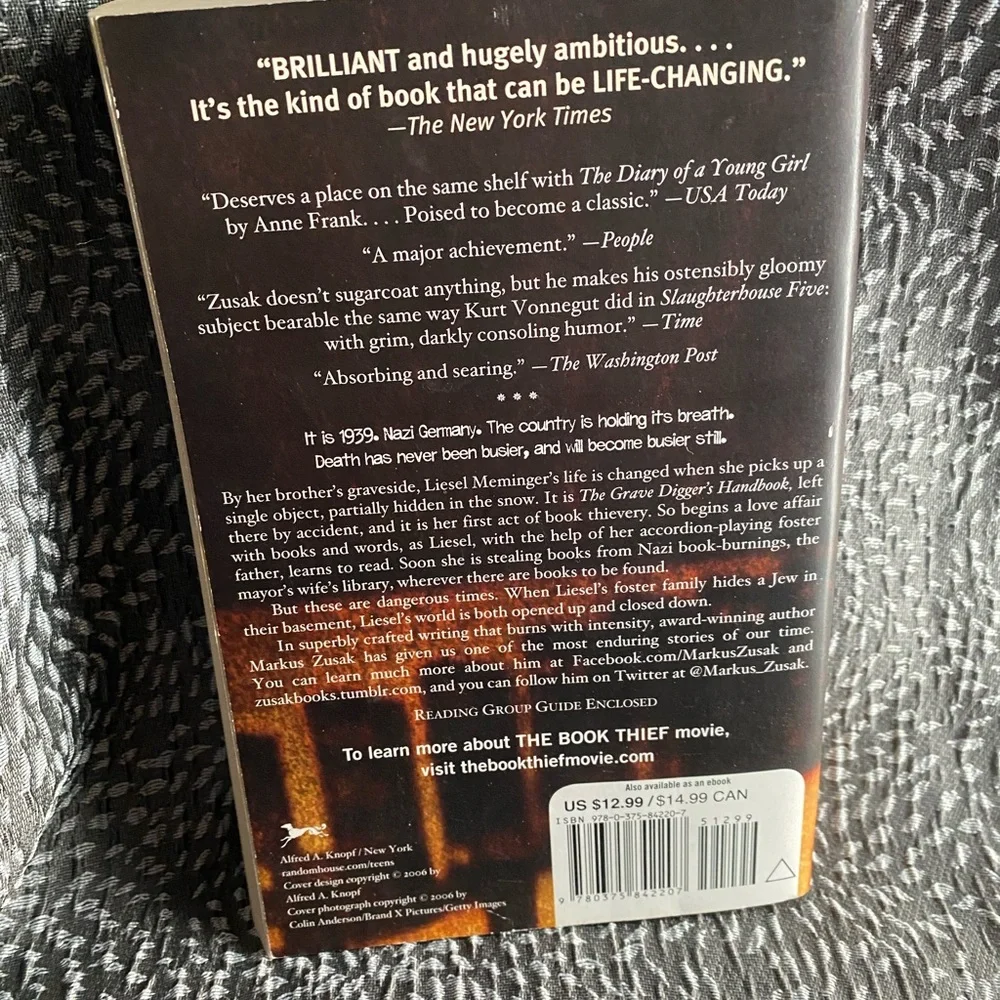 “BRILLIANT and hugely ambitious. . . .
It’s the kind of book that can be LIFE-CHANGING.”
—The New York Times
“Deserves a place on the same shelf with The Diary of a Young Girl
by Anne Frank. . . . Poised to become a classic.” —USA Today
“A major achievement.” —People
“Zusak doesn’t sugarcoat anything, but he makes his ostensibly gloomy
subject bearable the same way Kurt Vonnegut did in Slaughterhouse Five:
with grim, darkly consoling humor.” —Time
“Absorbing and searing.” —The Washington Post
* * *
It is 1939. Nazi Germany. The country is holding its breath.
Death has never been busier, and will become busier still.
By her brother’s graveside, Liesel Meminger’s life is changed when she picks up a
single object, partially hidden in the snow. It is The Grave Digger’s Handbook, left
there by accident, and it is her first act of book thievery. So begins a love affair
with books and words, as Liesel, with the help of her accordion-playing foster
father, learns to read. Soon she is stealing books from Nazi book-burnings, the
mayor’s wife’s library, wherever there are books to be found.
But these are dangerous times. When Liesel’s foster family hides a Jew in
their basement, Liesel’s world is both opened up and closed down.
In superbly crafted writing that burns with intensity, award-winning author
Markus Zusak has given us one of the most enduring stories of our time.
You can learn much more about him at Facebook.com/MarkusZusak and
zusakbooks.tumblr.com, and you can follow him on Twitter at @Markus_Zusak.
READING GROUP GUIDE ENCLOSED
To learn more about THE BOOK THIEF movie,
visit thebookthiefmovie.com
Also available as an ebook
US $12.99 / $14.99 CAN
ISBN 978-0-375-84220-7
51299
9 780375 842207
Alfred A. Knopf / New York
randomhouse.com/teens
Cover design copyright © 2006 by
Alfred A. Knopf
Cover photograph copyright © 2006 by
Colin Anderson/Brand X Pictures/Getty Images